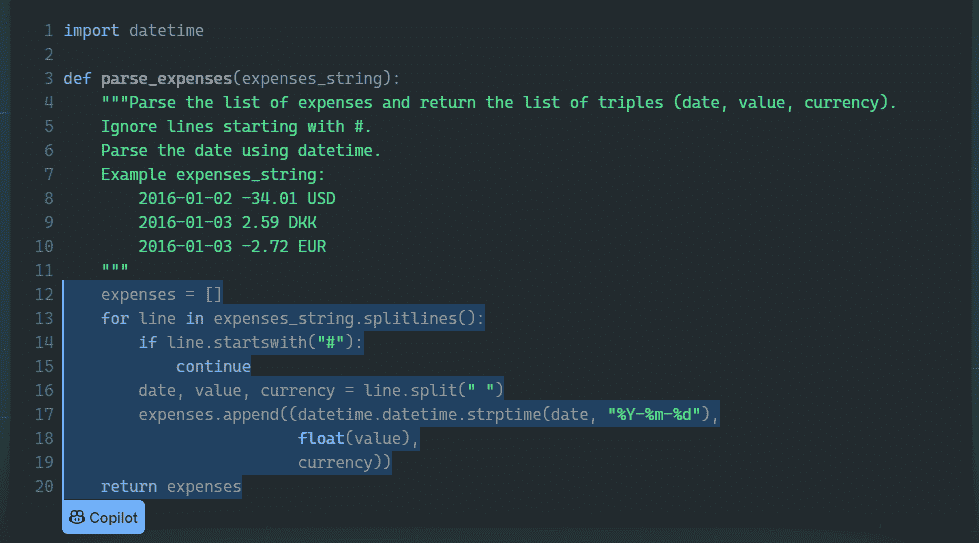 1 import datetime
2
3 def parse_expenses(expenses_string):
4     """Parse the list of expenses and return the list of triples (date, value, currency).
5     Ignore lines starting with #.
6     Parse the date using datetime.
7     Example expenses_string:
8         2016-01-02 -34.01 USD
9         2016-01-03 2.59 DKK
10         2016-01-03 -2.72 EUR
11     """
12     expenses = []
13     for line in expenses_string.splitlines():
14         if line.startswith("#"):
15             continue
16         date, value, currency = line.split(" ")
17         expenses.append((datetime.datetime.strptime(date, "%Y-%m-%d"),
18                          float(value),
19                          currency))
20     return expenses
Copilot